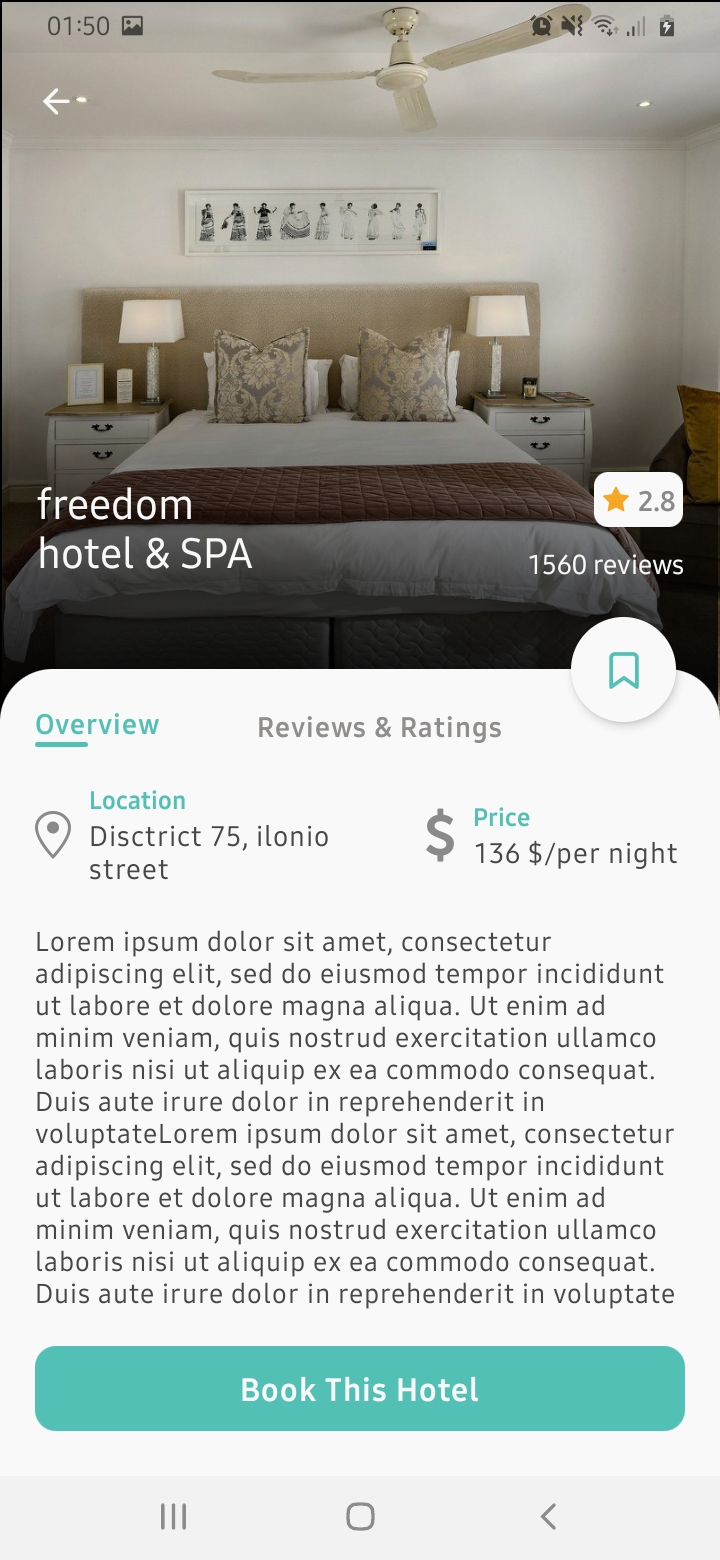 01:50
freedom
hotel & SPA
2.8
1560 reviews
Overview
Reviews & Ratings
Location
Disctrict 75, ilonio
street
Price
136 $/per night
Lorem ipsum dolor sit amet, consectetur
adipiscing elit, sed do eiusmod tempor incididunt
ut labore et dolore magna aliqua. Ut enim ad
minim veniam, quis nostrud exercitation ullamco
laboris nisi ut aliquip ex ea commodo consequat.
Duis aute irure dolor in reprehenderit in
voluptateLorem ipsum dolor sit amet, consectetur
adipiscing elit, sed do eiusmod tempor incididunt
ut labore et dolore magna aliqua. Ut enim ad
minim veniam, quis nostrud exercitation ullamco
laboris nisi ut aliquip ex ea commodo consequat.
Duis aute irure dolor in reprehenderit in voluptate
Book This Hotel